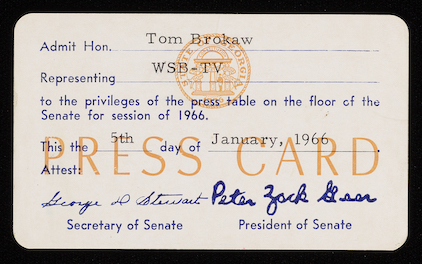 Admit Hon. Tom Brokaw
Representing WSB-TV
to the privileges of the press table on the floor of the
Senate for session of 1966.
This the 5th day of January, 1966.
PRESS CARD
Attest:
George D Stewart Peter Zack Geer
Secretary of Senate President of Senate